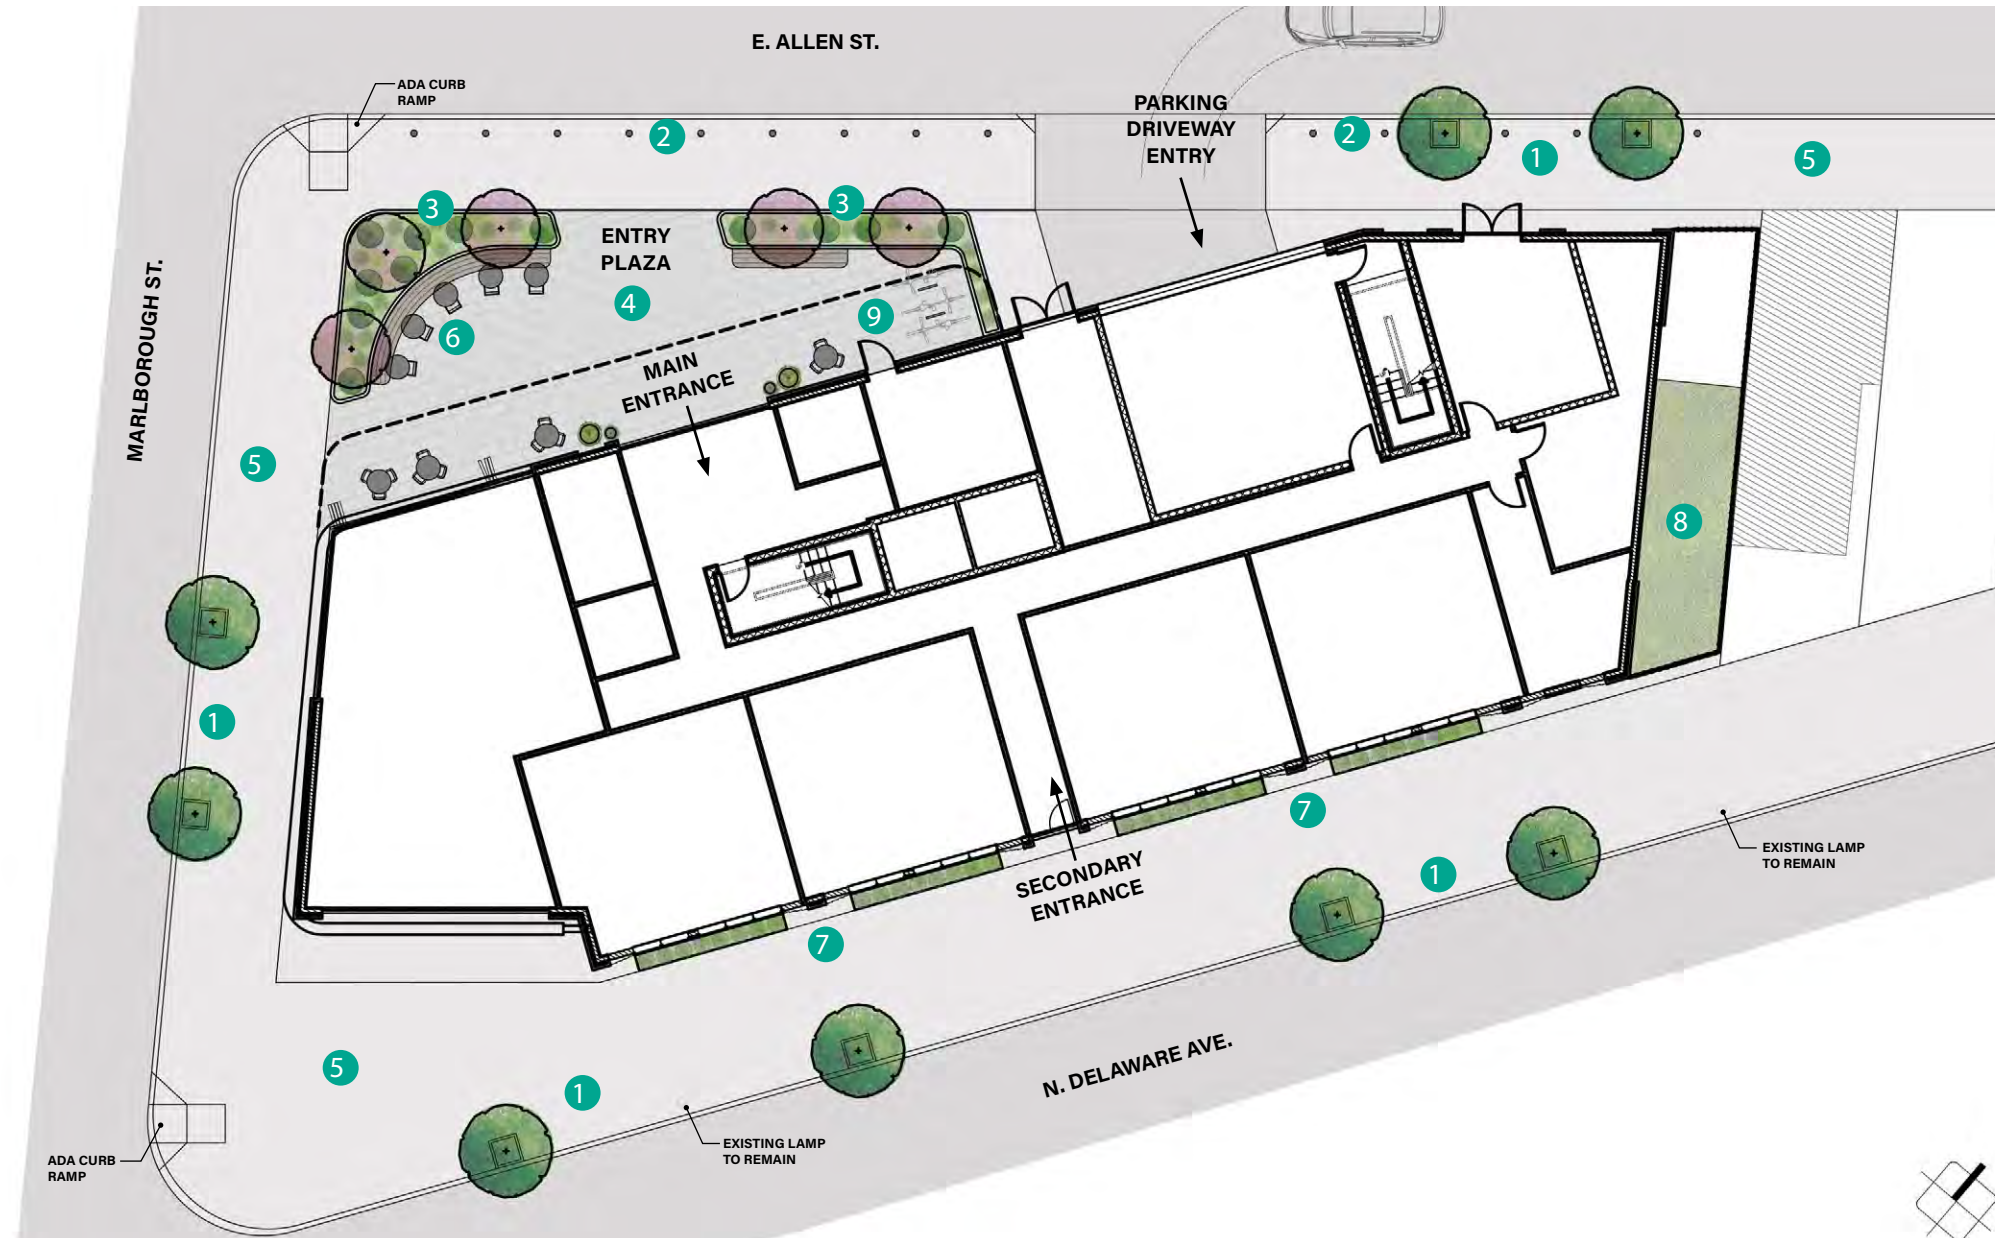 E. ALLEN ST.
ADA CURB
RAMP
PARKING
DRIVEWAY
ENTRY
2
2
1
5
3
3
ENTRY
PLAZA
4
9
6
MARLBOROUGH ST.
MAIN
ENTRANCE
5
8
1
7
EXISTING LAMP
TO REMAIN
1
SECONDARY
ENTRANCE
7
N. DELAWARE AVE.
5
1
EXISTING LAMP
TO REMAIN
ADA CURB
RAMP